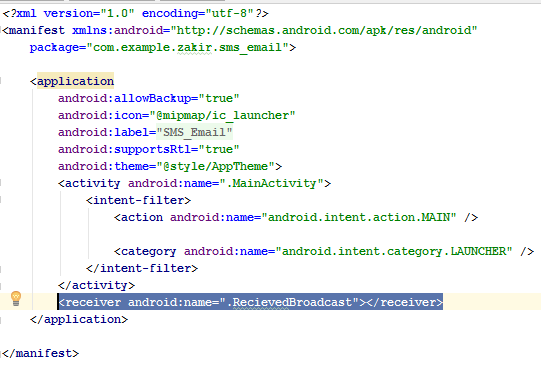 <?xml version="1.0" encoding="utf-8"?>
<manifest xmlns:android="http://schemas.android.com/apk/res/android"
    package="com.example.zakir.sms_email">
    <application
        android:allowBackup="true"
        android:icon="@mipmap/ic_launcher"
        android:label="SMS_Email"
        android:supportsRtl="true"
        android:theme="@style/AppTheme">
        <activity android:name=".MainActivity">
            <intent-filter>
                <action android:name="android.intent.action.MAIN" />
                <category android:name="android.intent.category.LAUNCHER" />
            </intent-filter>
        </activity>
        <receiver android:name=".RecievedBroadcast"></receiver>
    </application>
</manifest>